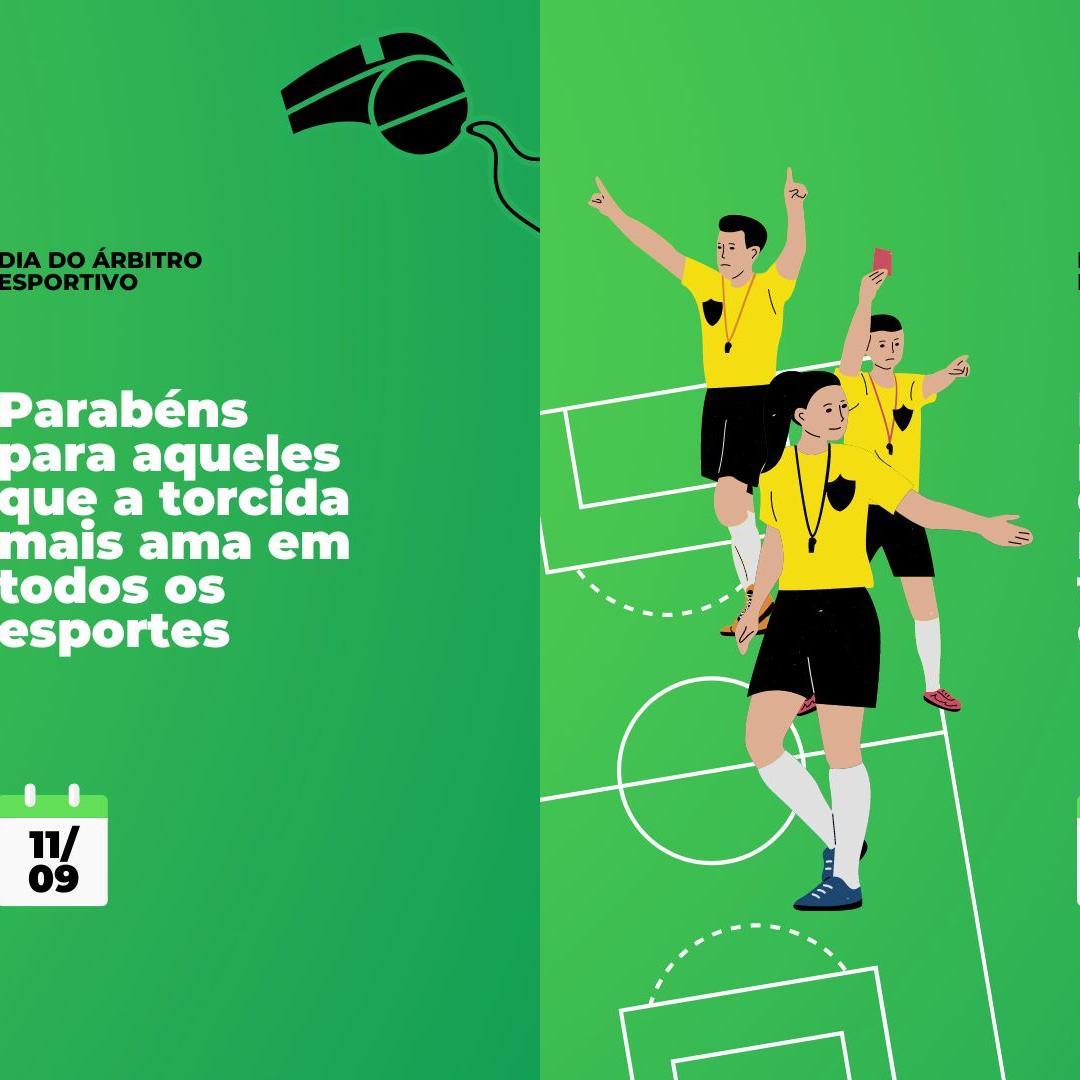 DIA DO ÁRBITRO
ESPORTIVO
Parabéns
para aqueles
que a torcida
mais ama em
todos os
esportes
11/
09